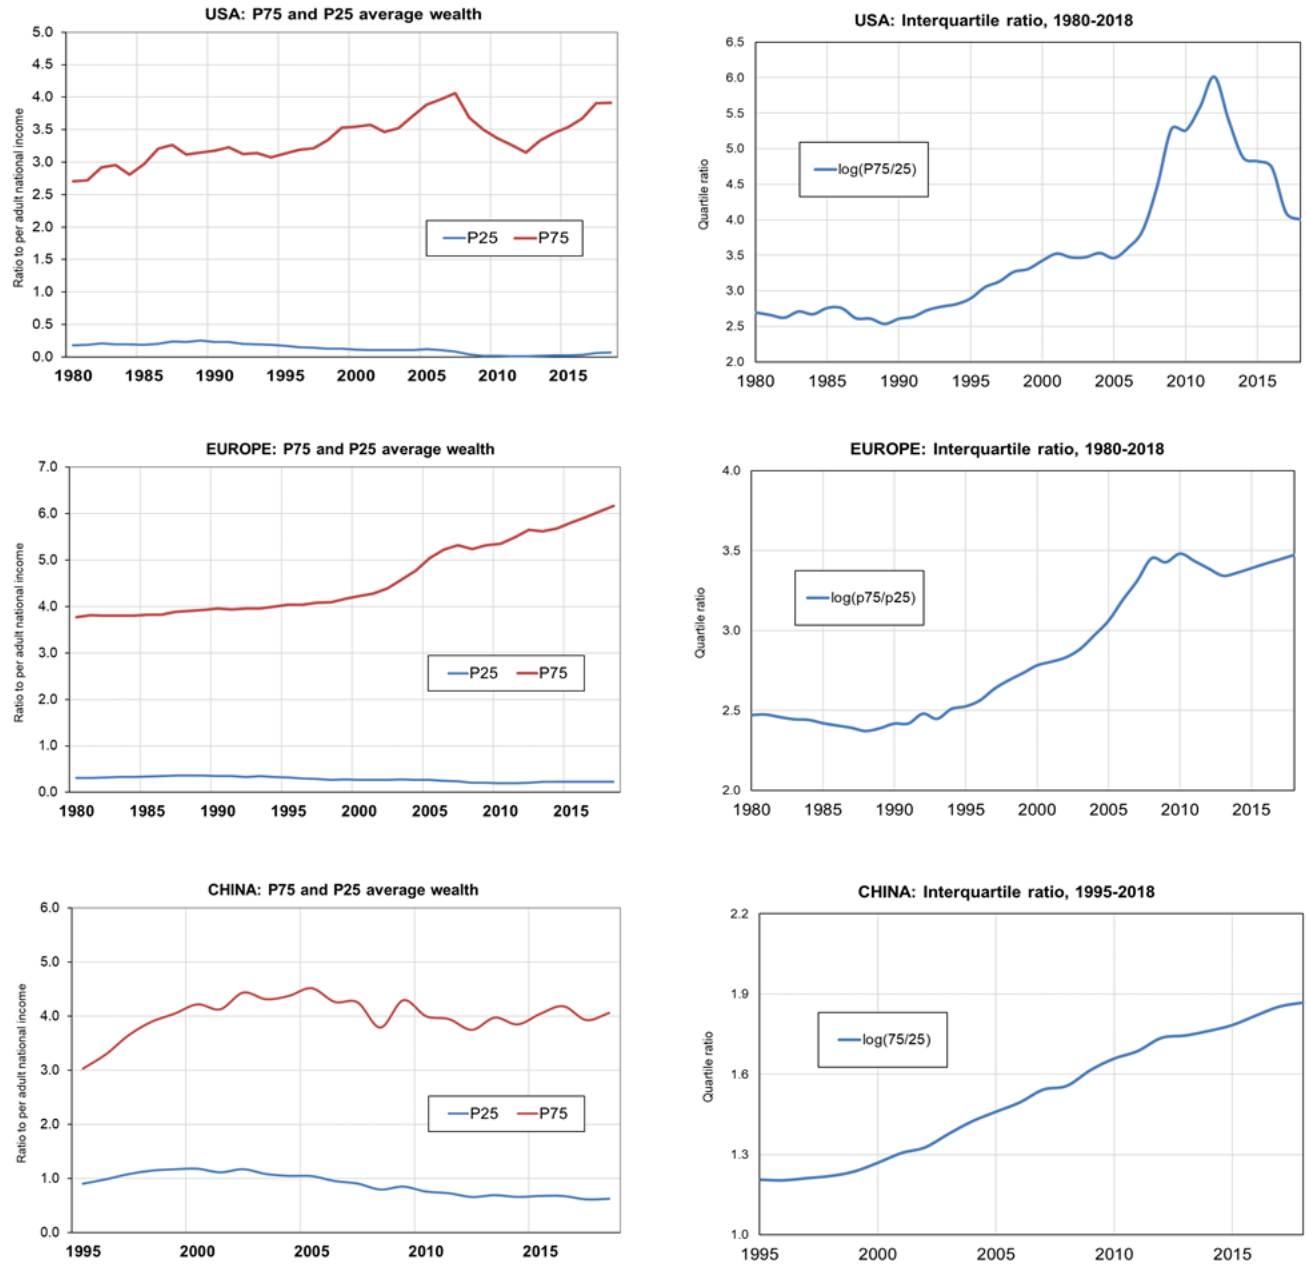 USA: P75 and P25 average wealth
5.0
4.5
4.0
3.5
3.0
2.5
2.0
1.5
1.0
0.5
0.0
Ratio to per adult national income
P25 P75
1980 1985 1990 1995 2000 2005 2010 2015
USA: Interquartile ratio, 1980-2018
6.5
6.0
5.5
5.0
4.5
4.0
3.5
3.0
2.5
2.0
Quartile ratio
log(P75/25)
1980 1985 1990 1995 2000 2005 2010 2015
EUROPE: P75 and P25 average wealth
7.0
6.0
5.0
4.0
3.0
2.0
1.0
0.0
Ratio to per adult national income
P25 P75
1980 1985 1990 1995 2000 2005 2010 2015
EUROPE: Interquartile ratio, 1980-2018
4.0
3.5
3.0
2.5
2.0
Quartile ratio
log(p75/p25)
1980 1985 1990 1995 2000 2005 2010 2015
CHINA: P75 and P25 average wealth
6.0
5.0
4.0
3.0
2.0
1.0
0.0
Ratio to per adult national income
P25 P75
1995 2000 2005 2010 2015
CHINA: Interquartile ratio, 1995-2018
2.2
1.9
1.6
1.3
1.0
Quartile ratio
log(75/25)
1995 2000 2005 2010 2015